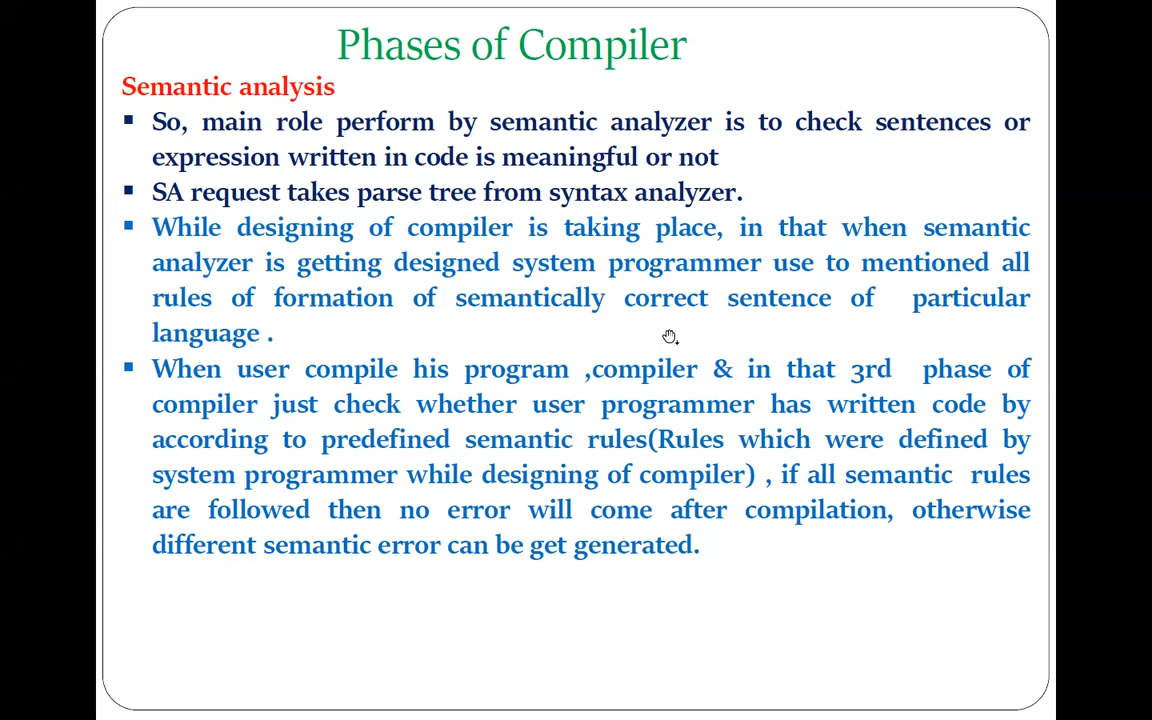 Phases of Compiler
Semantic analysis
▪ So, main role perform by semantic analyzer is to check sentences or
expression written in code is meaningful or not
▪ SA request takes parse tree from syntax analyzer.
▪ While designing of compiler is taking place, in that when semantic
analyzer is getting designed system programmer use to mentioned all
rules of formation of semantically correct sentence of particular
language .
▪ When user compile his program ,compiler & in that 3rd phase of
compiler just check whether user programmer has written code by
according to predefined semantic rules(Rules which were defined by
system programmer while designing of compiler) , if all semantic rules
are followed then no error will come after compilation, otherwise
different semantic error can be get generated.